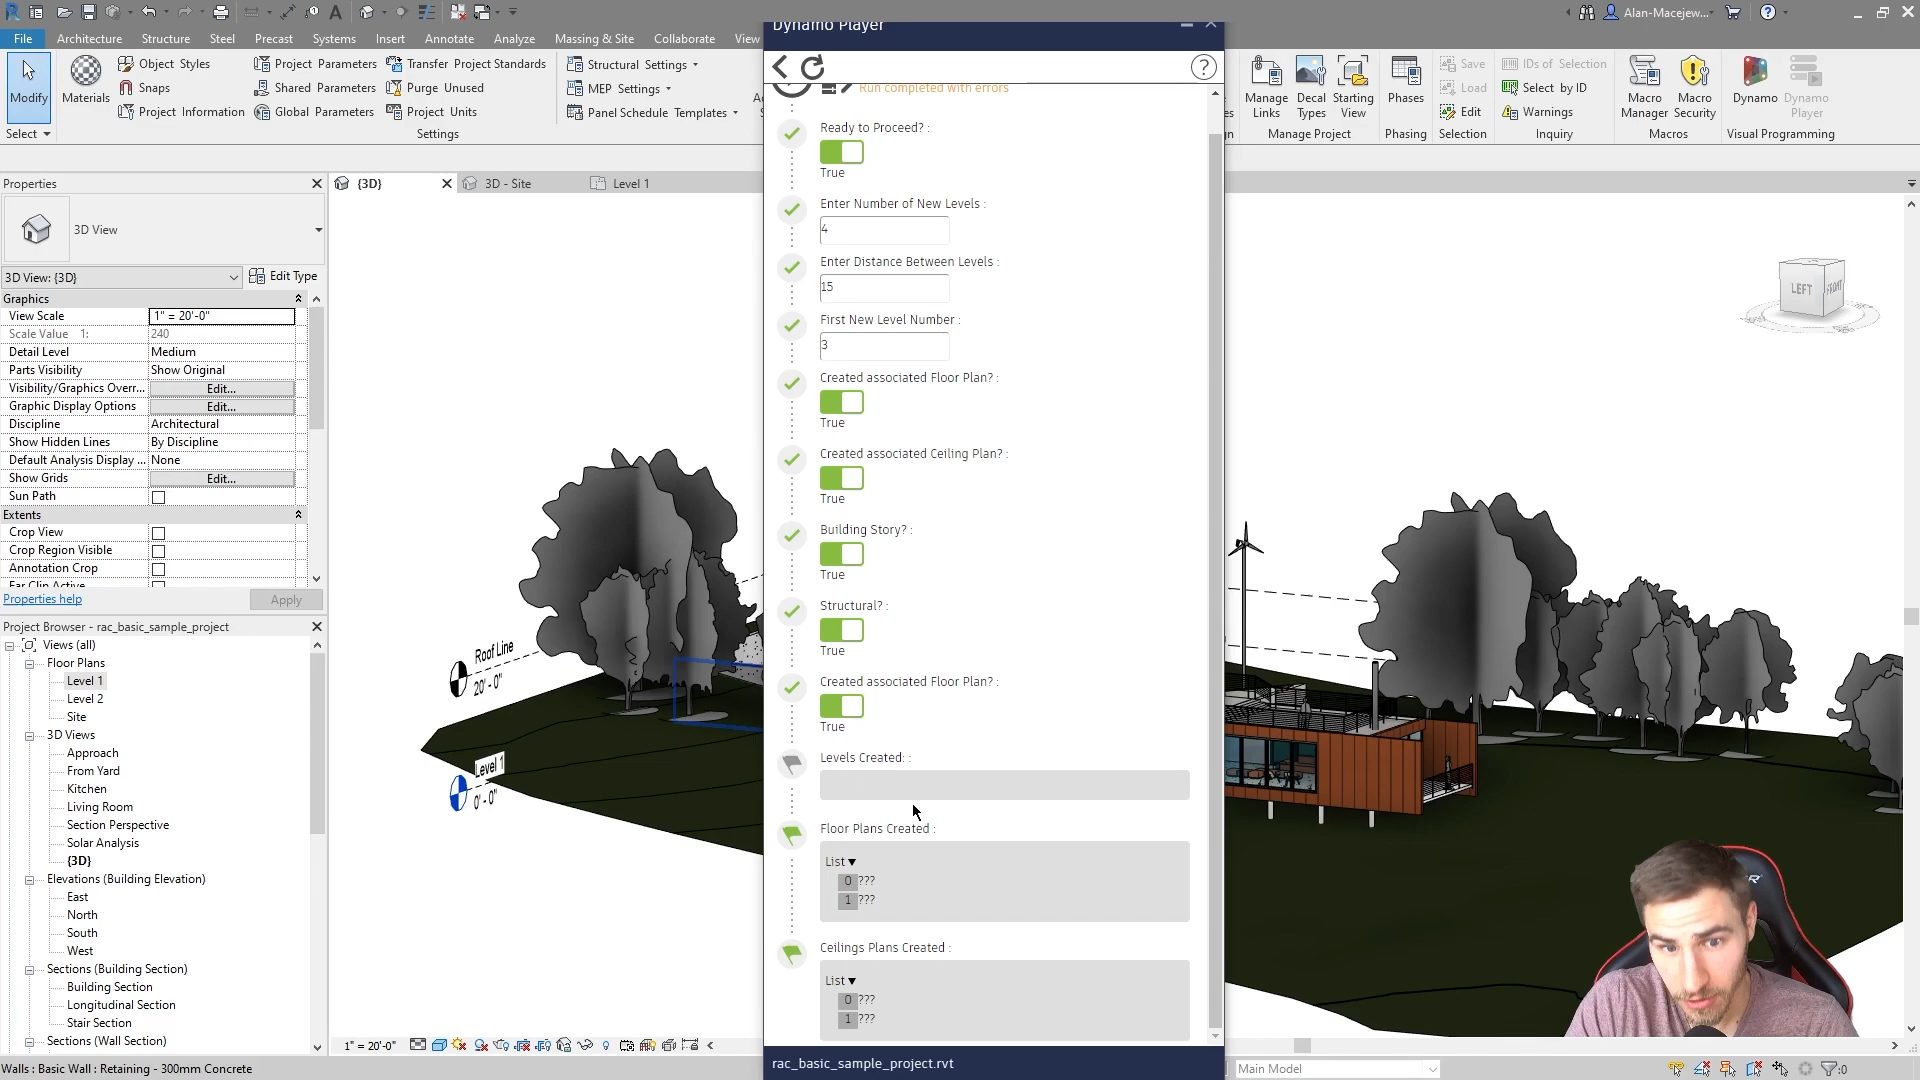 Dynamo Player
Alan-Macejew...
File
Architecture
Structure
Steel
Precast
Systems
Insert
Annotate
Analyze
Massing & Site
Collaborate
View
Modify
Select
Materials
Object Styles
Snaps
Project Information
Project Parameters
Shared Parameters
Global Parameters
Transfer Project Standards
Purge Unused
Project Units
Settings
Structural Settings
MEP Settings
Panel Schedule Templates
Manage Links
Decal Types
Starting View
Manage Project
Phases
Phasing
Save
Load
Edit
Selection
IDs of Selection
Select by ID
Warnings
Inquiry
Macro Manager
Macro Security
Macros
Dynamo
Dynamo Player
Visual Programming
Properties
{3D}
3D - Site
Level 1
3D View
3D View: {3D}
Edit Type
Graphics
View Scale 1" = 20'-0"
Scale Value 1: 240
Detail Level Medium
Parts Visibility Show Original
Visibility/Graphics Overr... Edit...
Graphic Display Options Edit...
Discipline Architectural
Show Hidden Lines By Discipline
Default Analysis Display ... None
Show Grids Edit...
Sun Path
Extents
Crop View
Crop Region Visible
Annotation Crop
Far Clip Active
Properties help
Apply
Project Browser - rac_basic_sample_project
Views (all)
Floor Plans
Level 1
Level 2
Site
3D Views
Approach
From Yard
Kitchen
Living Room
Section Perspective
Solar Analysis
{3D}
Elevations (Building Elevation)
East
North
South
West
Sections (Building Section)
Building Section
Longitudinal Section
Stair Section
Sections (Wall Section)
Walls : Basic Wall : Retaining - 300mm Concrete
Roof Line
20' - 0"
Level 1
0' - 0"
LEFT
FRONT
1" = 20'-0"
Run completed with errors
Ready to Proceed? :
True
Enter Number of New Levels :
4
Enter Distance Between Levels :
15
First New Level Number :
3
Created associated Floor Plan? :
True
Created associated Ceiling Plan? :
True
Building Story? :
True
Structural? :
True
Created associated Floor Plan? :
True
Levels Created: :
Floor Plans Created :
List
0 ???
1 ???
Ceilings Plans Created :
List
0 ???
1 ???
rac_basic_sample_project.rvt
Main Model
:0